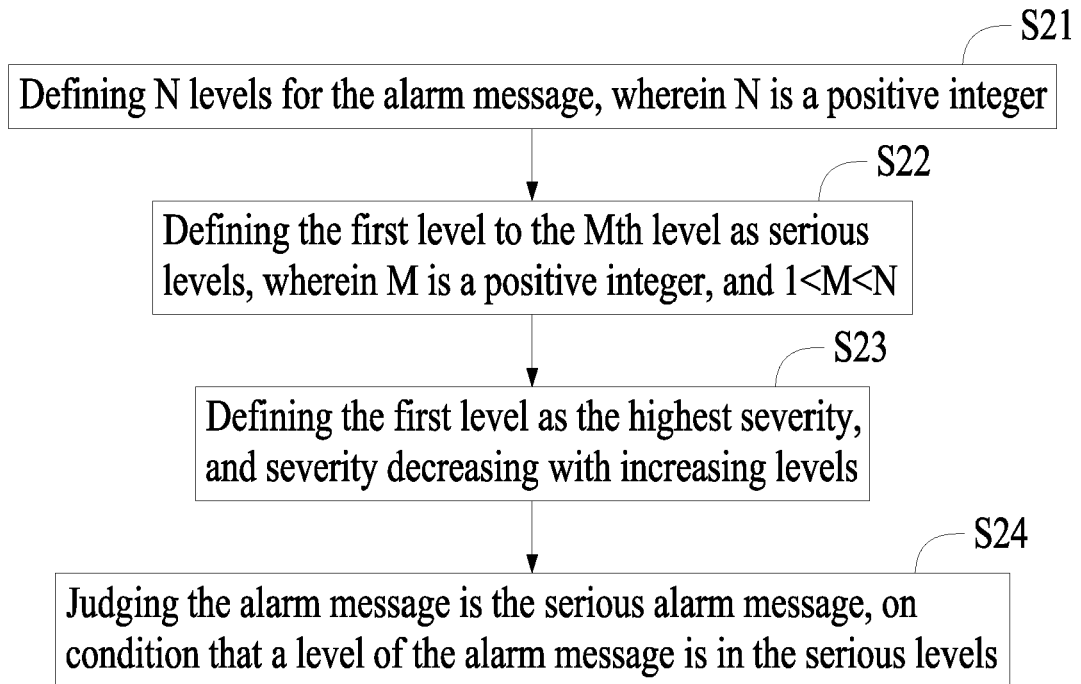 S21
Defining N levels for the alarm message, wherein N is a positive integer
S22
Defining the first level to the Mth level as serious
levels, wherein M is a positive integer, and 1<M<N
S23
Defining the first level as the highest severity,
and severity decreasing with increasing levels
S24
Judging the alarm message is the serious alarm message, on
condition that a level of the alarm message is in the serious levels